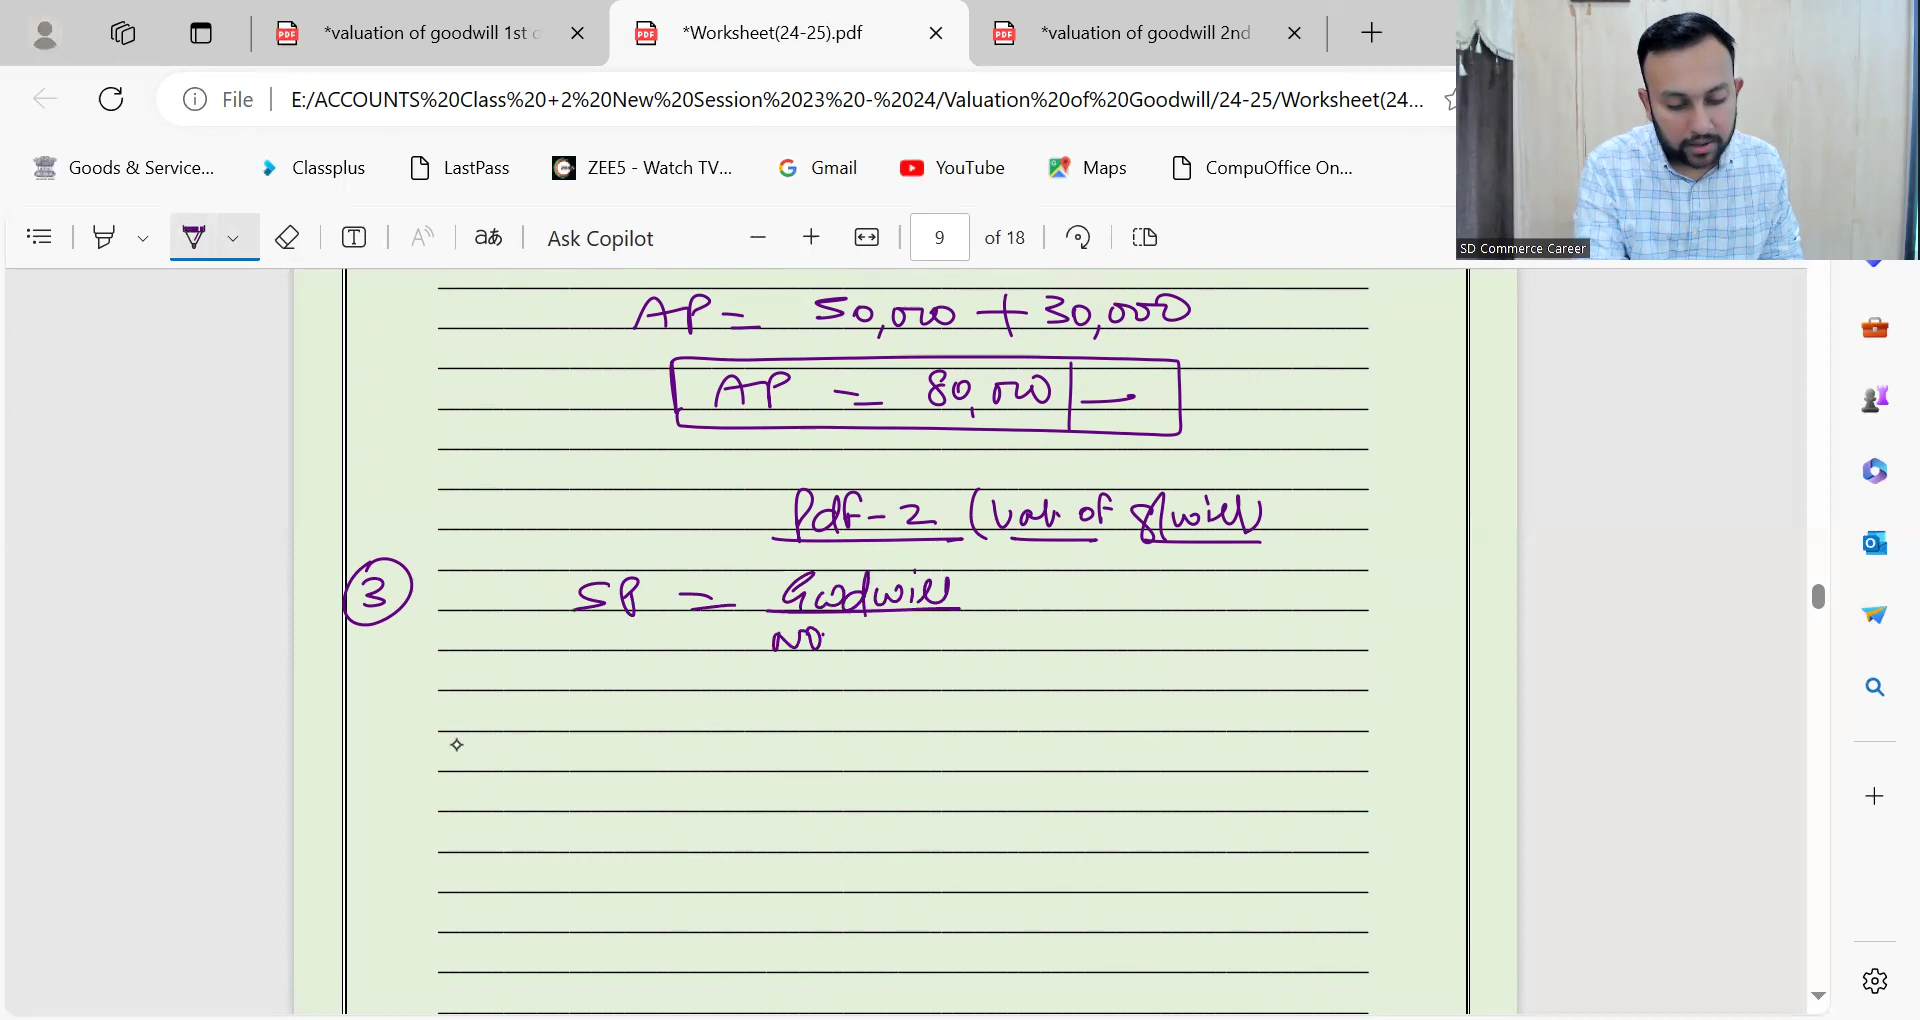 *valuation of goodwill 1st c
*Worksheet(24-25).pdf
*valuation of goodwill 2nd
File
E:/ACCOUNTS%20Class%20+2%20New%20Session%2023%20-%2024/Valuation%20of%20Goodwill/24-25/Worksheet(24...
Goods & Service...
Classplus
LastPass
ZEE5 - Watch TV...
Gmail
YouTube
Maps
CompuOffice On...
SD Commerce Career
Ask Copilot
9 of 18
AP = 50,000 + 30,000
AP = 80,000 | —
Pdf-2 (Val of g/will
3 SP = Goodwill
NO.